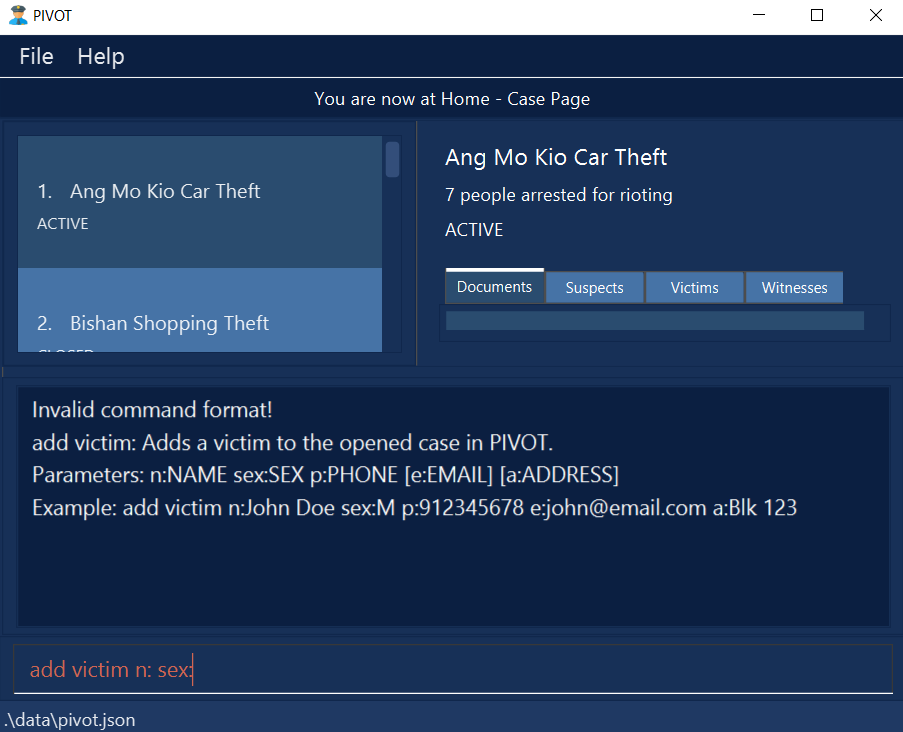 PIVOT
File Help
You are now at Home - Case Page
1. Ang Mo Kio Car Theft
ACTIVE
2. Bishan Shopping Theft
CLOSED
Ang Mo Kio Car Theft
7 people arrested for rioting
ACTIVE
Documents Suspects Victims Witnesses
Invalid command format!
add victim: Adds a victim to the opened case in PIVOT.
Parameters: n:NAME sex:SEX p:PHONE [e:EMAIL] [a:ADDRESS]
Example: add victim n:John Doe sex:M p:912345678 e:john@email.com a:Blk 123
add victim n: sex:
.\data\pivot.json